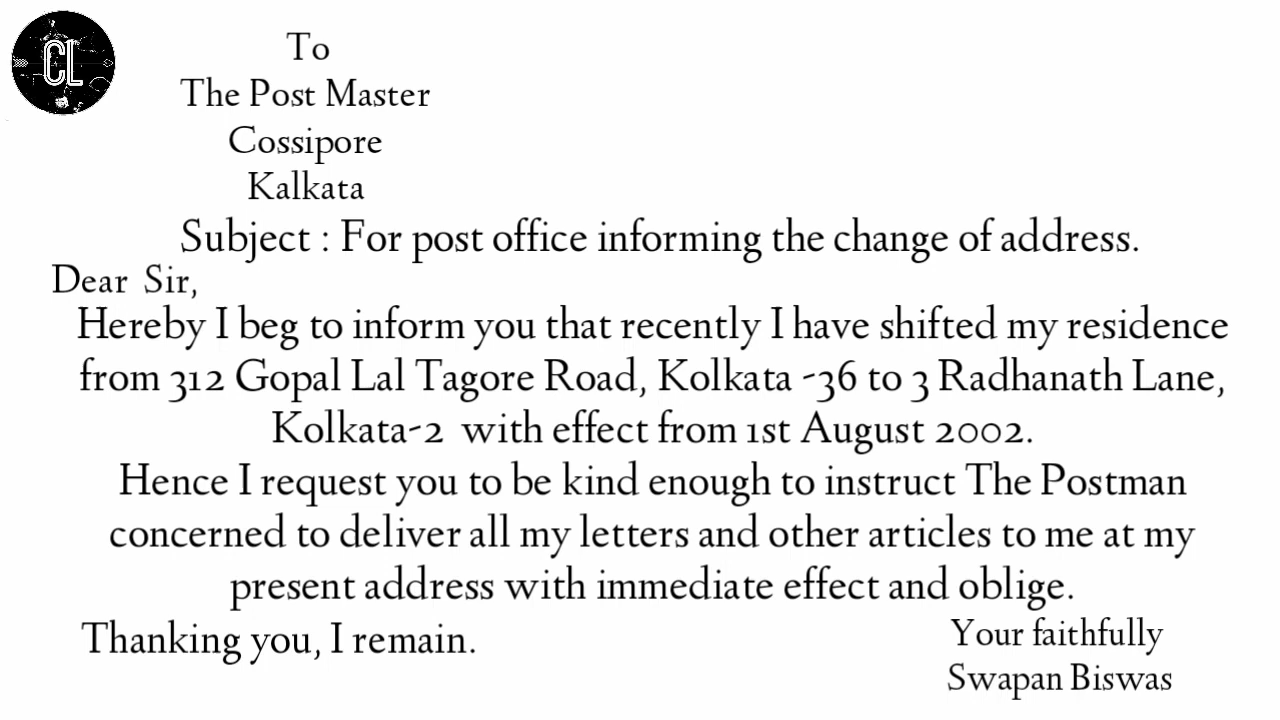 CL
To
The Post Master
Cossipore
Kalkata
Subject : For post office informing the change of address.
Dear Sir,
Hereby I beg to inform you that recently I have shifted my residence
from 312 Gopal Lal Tagore Road, Kolkata -36 to 3 Radhanath Lane,
Kolkata-2 with effect from 1st August 2002.
Hence I request you to be kind enough to instruct The Postman
concerned to deliver all my letters and other articles to me at my
present address with immediate effect and oblige.
Thanking you, I remain.
Your faithfully
Swapan Biswas